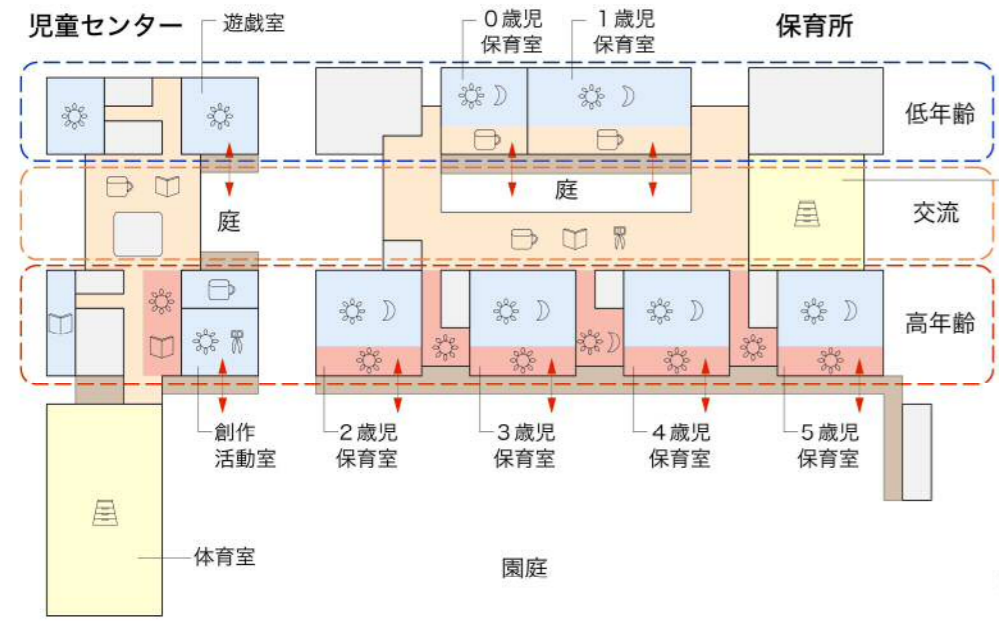 児童センター
遊戯室
０歳児
保育室
１歳児
保育室
保育所
低年齢
庭
庭
交流
高年齢
創作
活動室
２歳児
保育室
３歳児
保育室
４歳児
保育室
５歳児
保育室
体育室
園庭